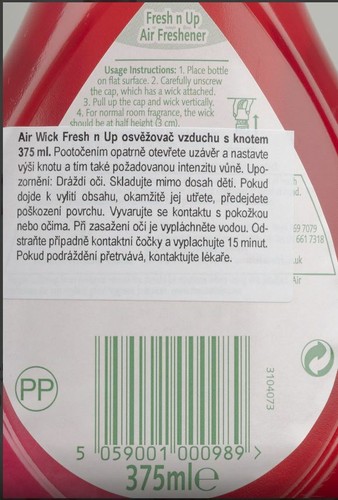 Fresh n Up
Air Freshener
Usage Instructions: 1. Place bottle
on flat surface. 2. Carefully unscrew
the cap, which has a wick attached.
3. Pull up the cap and wick vertically.
4. For normal room fragrance, the wick
should be at half height (3 cm).
Air Wick Fresh n Up osvěžovač vzduchu s knotem
375 ml. Pootočením opatrně otevřete uzávěr a nastavte
výši knotu a tím také požadovanou intenzitu vůně. Upo-
zornění: Dráždí oči. Skladujte mimo dosah dětí. Pokud
dojde k vylití obsahu, okamžitě jej utřete, předejdete
poškození povrchu. Vyvarujte se kontaktu s pokožkou
nebo očima. Při zasažení oči je vypláchněte vodou. Od-
straňte případně kontaktní čočky a vyplachujte 15 minut.
Pokud podráždění přetrvává, kontaktujte lékaře.
69 7079
661 7318
.uk
Air
PP
3104073
5 059001 000989 >
375ml℮